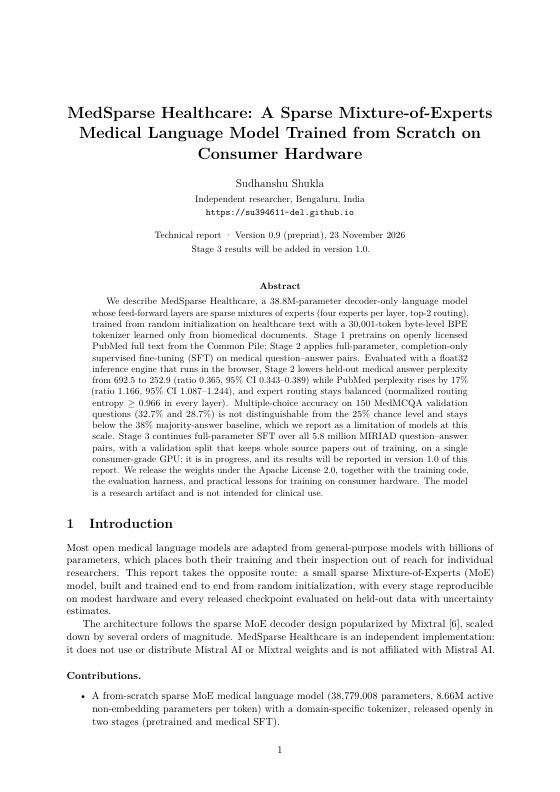 MedSparse Healthcare: A Sparse Mixture-of-Experts
Medical Language Model Trained from Scratch on
Consumer Hardware
Sudhanshu Shukla
Independent researcher, Bengaluru, India
https://su394611-del.github.io
Technical report · Version 0.9 (preprint), 23 November 2026
Stage 3 results will be added in version 1.0.
Abstract
We describe MedSparse Healthcare, a 38.8M-parameter decoder-only language model
whose feed-forward layers are sparse mixtures of experts (four experts per layer, top-2 routing),
trained from random initialization on healthcare text with a 30,001-token byte-level BPE
tokenizer learned only from biomedical documents. Stage 1 pretrains on openly licensed
PubMed full text from the Common Pile; Stage 2 applies full-parameter, completion-only
supervised fine-tuning (SFT) on medical question–answer pairs. Evaluated with a float32
inference engine that runs in the browser, Stage 2 lowers held-out medical answer perplexity
from 692.5 to 252.9 (ratio 0.365, 95% CI 0.343–0.389) while PubMed perplexity rises by 17%
(ratio 1.166, 95% CI 1.087–1.244), and expert routing stays balanced (normalized routing
entropy ≥ 0.966 in every layer). Multiple-choice accuracy on 150 MedMCQA validation
questions (32.7% and 28.7%) is not distinguishable from the 25% chance level and stays
below the 38% majority-answer baseline, which we report as a limitation of models at this
scale. Stage 3 continues full-parameter SFT over all 5.8 million MIRIAD question–answer
pairs, with a validation split that keeps whole source papers out of training, on a single
consumer-grade GPU; it is in progress, and its results will be reported in version 1.0 of this
report. We release the weights under the Apache License 2.0, together with the training code,
the evaluation harness, and practical lessons for training on consumer hardware. The model
is a research artifact and is not intended for clinical use.
1 Introduction
Most open medical language models are adapted from general-purpose models with billions of
parameters, which places both their training and their inspection out of reach for individual
researchers. This report takes the opposite route: a small sparse Mixture-of-Experts (MoE)
model, built and trained end to end from random initialization, with every stage reproducible
on modest hardware and every released checkpoint evaluated on held-out data with uncertainty
estimates.
The architecture follows the sparse MoE decoder design popularized by Mixtral [6], scaled
down by several orders of magnitude. MedSparse Healthcare is an independent implementation:
it does not use or distribute Mistral AI or Mixtral weights and is not affiliated with Mistral AI.
Contributions.
• A from-scratch sparse MoE medical language model (38,779,008 parameters, 8.66M active
non-embedding parameters per token) with a domain-specific tokenizer, released openly in
two stages (pretrained and medical SFT).
1